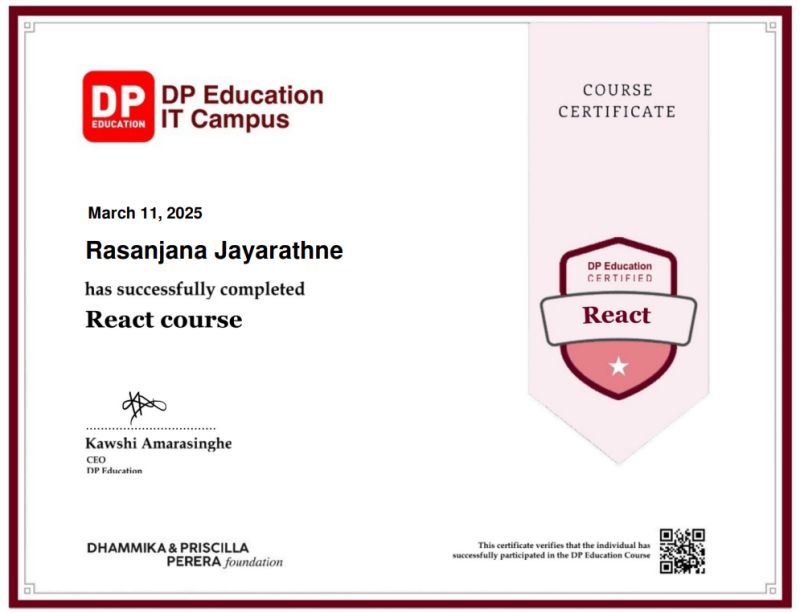 DP
EDUCATION
DP Education
IT Campus
COURSE
CERTIFICATE
March 11, 2025
Rasanjana Jayarathne
has successfully completed
React course
DP Education
CERTIFIED
React
Kawshi Amarasinghe
CEO
DP Education
DHAMMIKA & PRISCILLA
PERERA foundation
This certificate verifies that the individual has
successfully participated in the DP Education Course